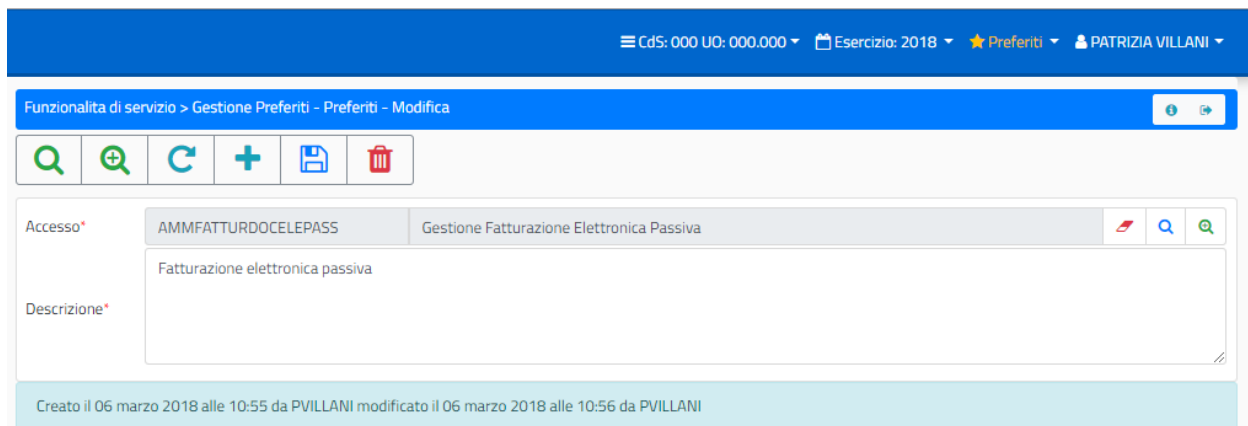 CdS: 000 UO: 000.000 Esercizio: 2018 Preferiti PATRIZIA VILLANI
Funzionalita di servizio > Gestione Preferiti - Preferiti - Modifica
Accesso* AMMFATTURDOCELEPASS Gestione Fatturazione Elettronica Passiva
Fatturazione elettronica passiva
Descrizione*
Creato il 06 marzo 2018 alle 10:55 da PVILLANI modificato il 06 marzo 2018 alle 10:56 da PVILLANI